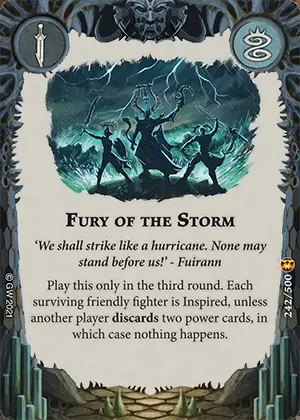 FURY OF THE STORM
‘We shall strike like a hurricane. None may
stand before us!’ - Fuirann
Play this only in the third round. Each
surviving friendly fighter is Inspired, unless
another player discards two power cards, in
which case nothing happens.
© GW 2021
242/500